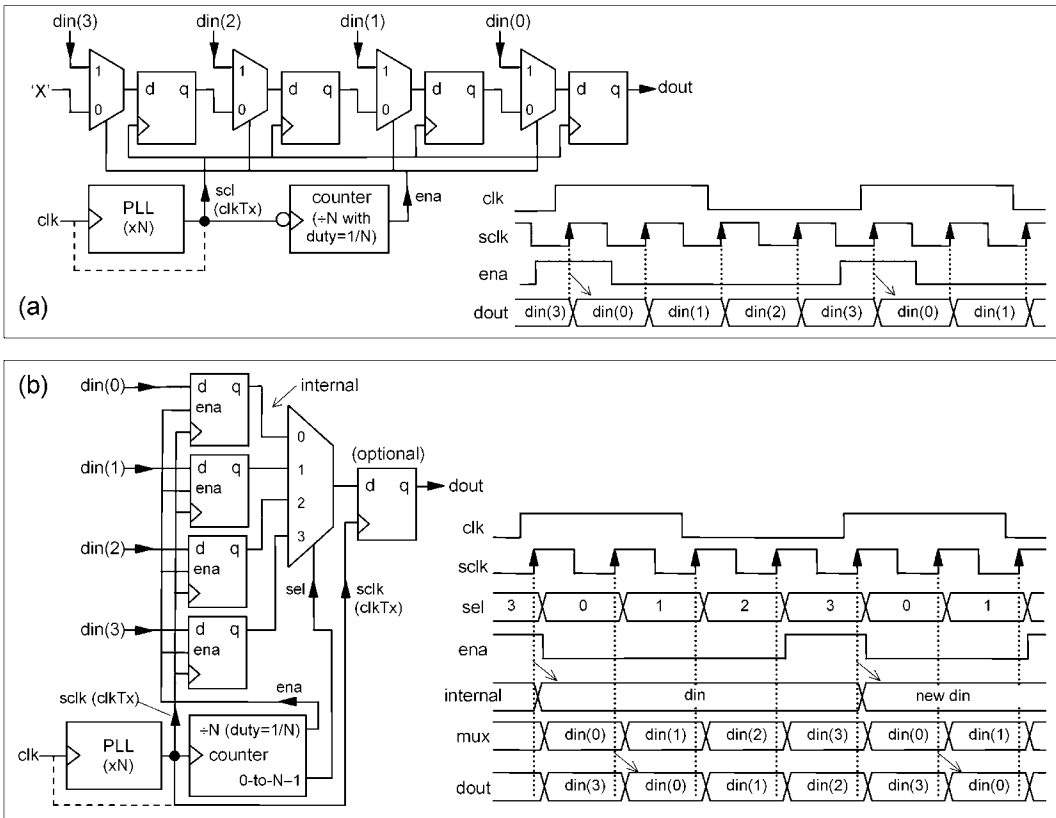 din(3) din(2) din(1) din(0)
1 1 1 1
d q d q d q d q dout
'X' 0 0 0 0
scl
(clkTx)
ena
clk PLL
(xN)
counter
(÷N with
duty=1/N)
(a)
clk
sclk
ena
dout din(3) din(0) din(1) din(2) din(3) din(0) din(1)
(b)
din(0) d q
ena
internal
0
din(1) d q
ena
1
(optional)
d q dout
din(2) d q
ena
2
3
sel
sclk
(clkTx)
din(3) d q
ena
sclk (clkTx)
ena
clk PLL
(xN)
÷N (duty=1/N)
counter
0-to-N–1
clk
sclk
sel 3 0 1 2 3 0 1
ena
internal din new din
mux din(0) din(1) din(2) din(3) din(0) din(1)
dout din(3) din(0) din(1) din(2) din(3) din(0)